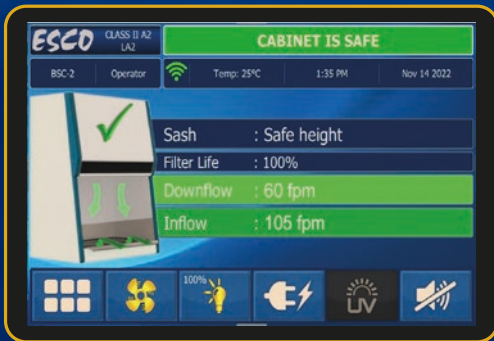 ESCO CLASS II A2
LA2
CABINET IS SAFE
BSC-2 Operator Temp: 25°C 1:35 PM Nov 14 2022
Sash : Safe height
Filter Life : 100%
Downflow : 60 fpm
Inflow : 105 fpm
100%
UV